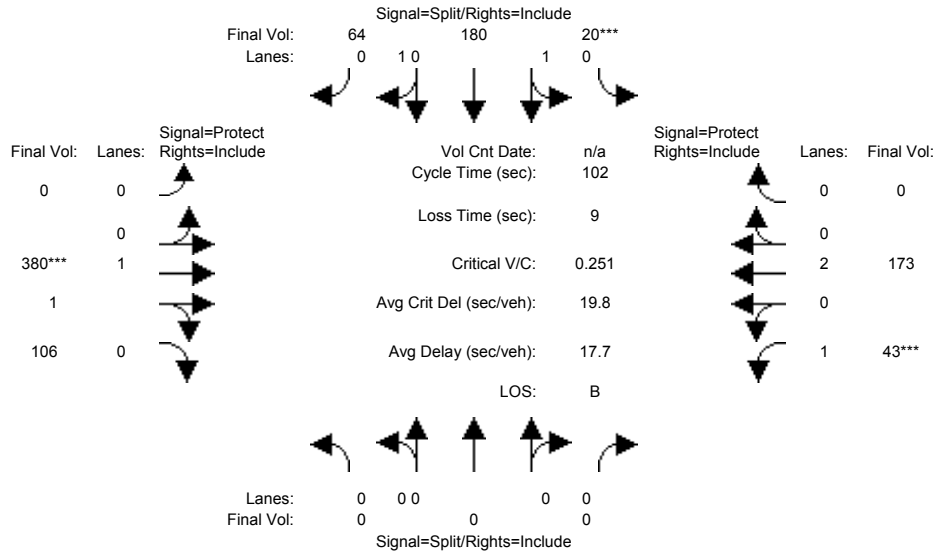 Signal=Split/Rights=Include
Final Vol: 64 180 20***
Lanes: 0 1 0 1 0
Signal=Protect Signal=Protect
Final Vol: Lanes: Rights=Include Vol Cnt Date: n/a Rights=Include Lanes: Final Vol:
Cycle Time (sec): 102
0 0 0 0
Loss Time (sec): 9
0 0
380*** 1 Critical V/C: 0.251 2 173
1 Avg Crit Del (sec/veh): 19.8 0
106 0 Avg Delay (sec/veh): 17.7 1 43***
LOS: B
Lanes: 0 0 0 0 0
Final Vol: 0 0 0
Signal=Split/Rights=Include